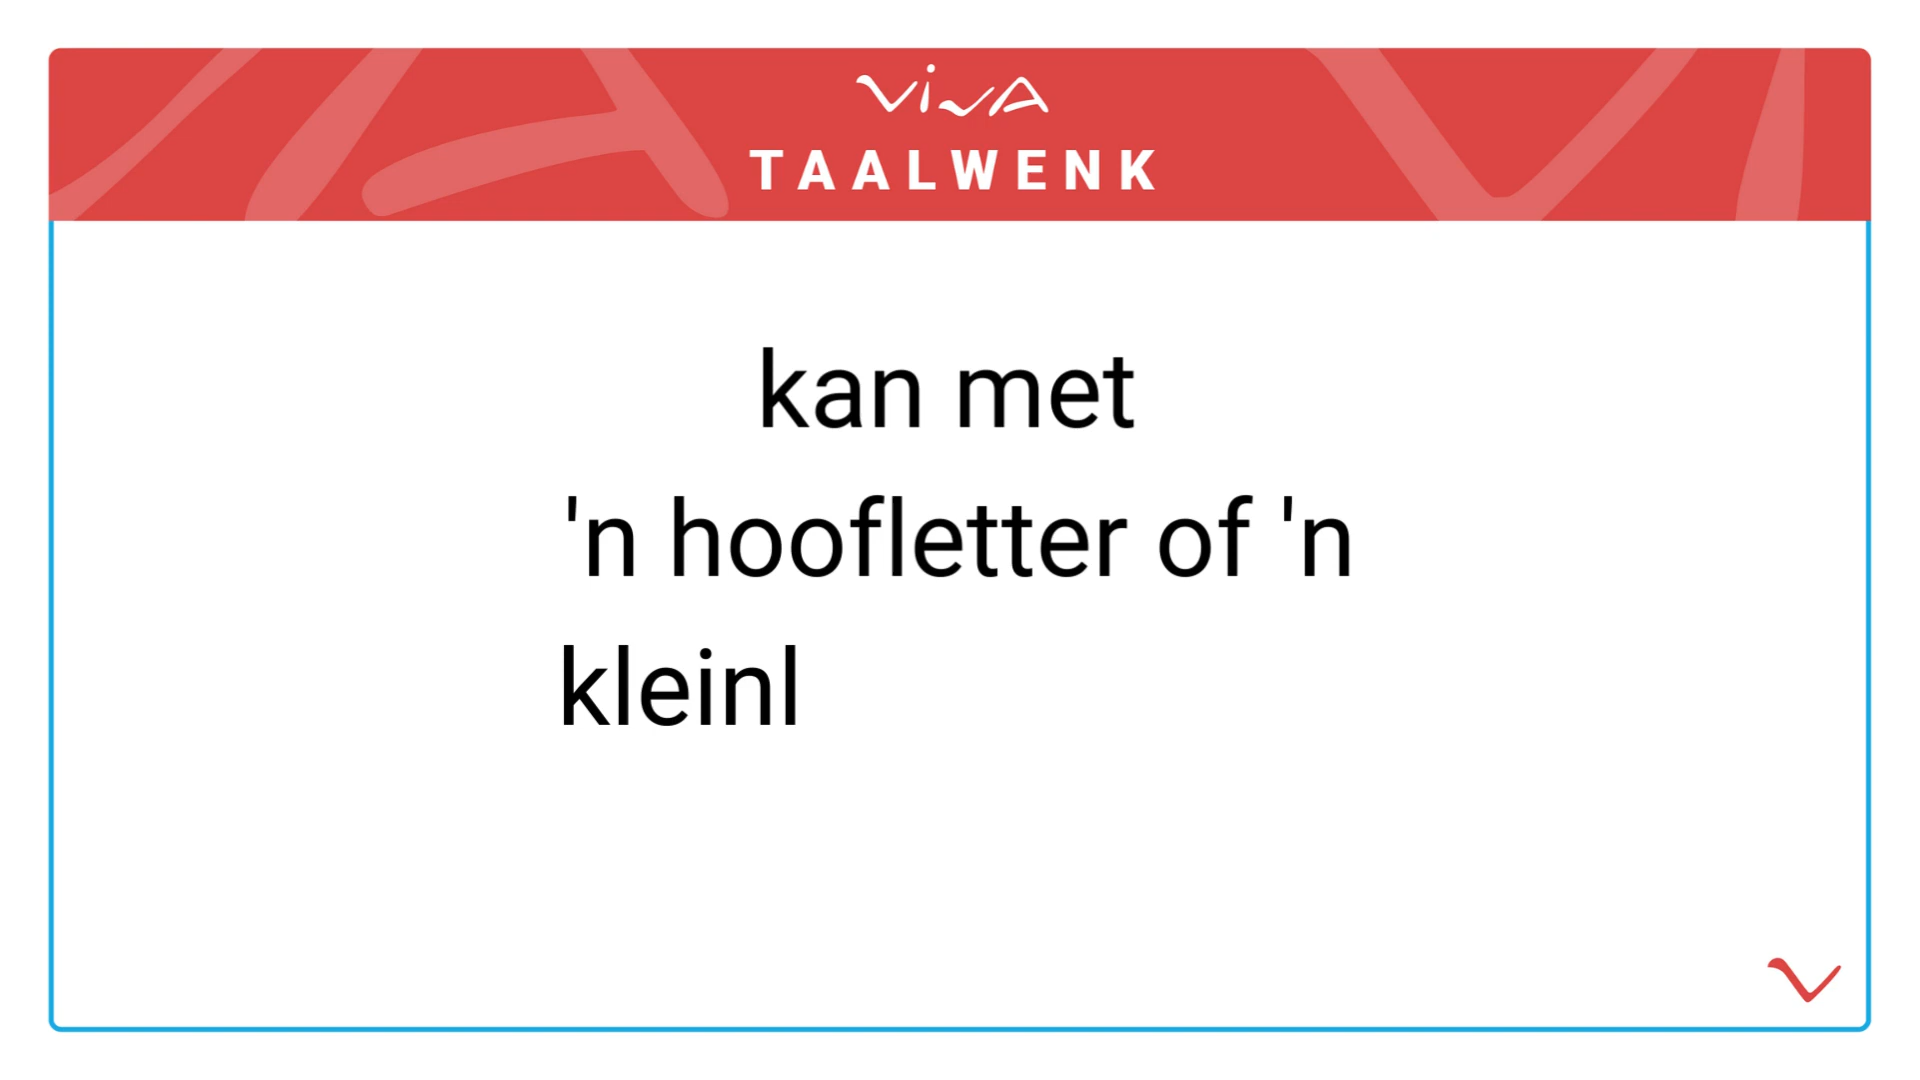 VivA
TAALWENK
kan met
'n hoofletter of 'n
kleinl